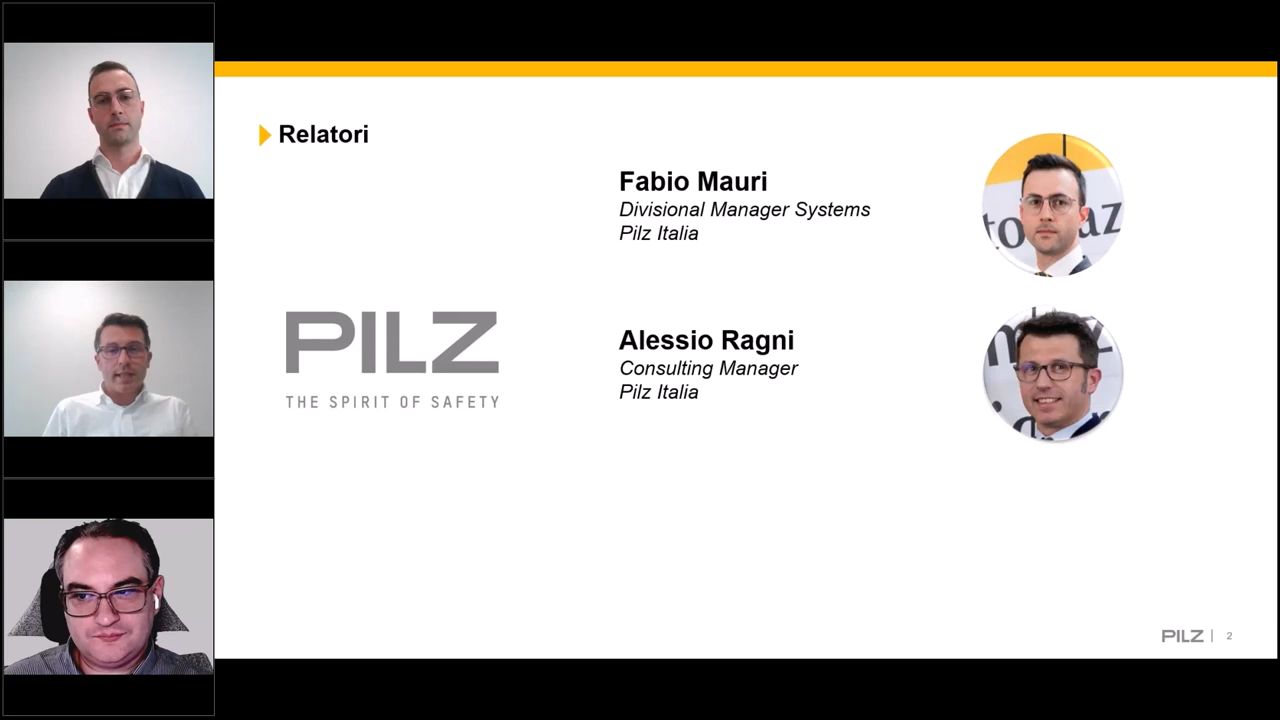 Relatori
Fabio Mauri
Divisional Manager Systems
Pilz Italia
PILZ
THE SPIRIT OF SAFETY
Alessio Ragni
Consulting Manager
Pilz Italia
PILZ | 2